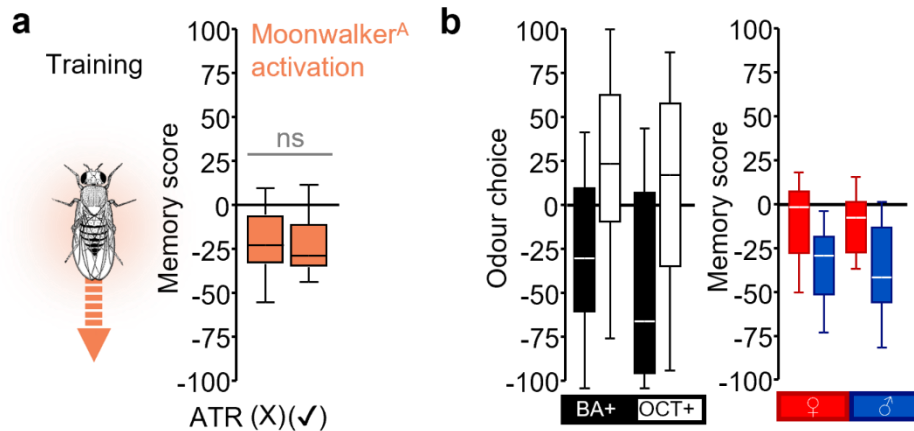 a
Training
Memory score
100
75
50
25
0
-25
-50
-75
-100
Moonwalkerᴬ
activation
ns
ATR (X)(✓)
b
Odour choice
100
75
50
25
0
-25
-50
-75
-100
BA+ OCT+
Memory score
100
75
50
25
0
-25
-50
-75
-100
♀ ♂